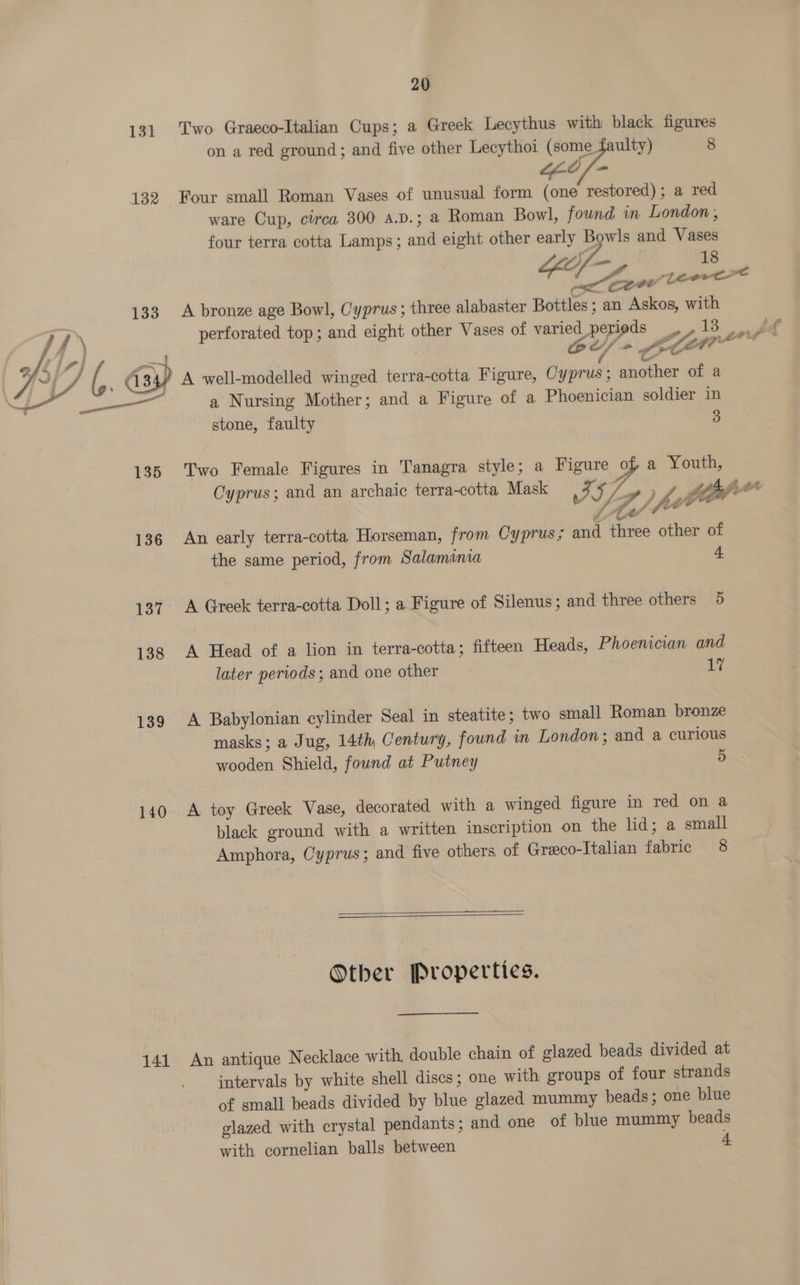 20
131 Two Graeco-Italian Cups; a Greek Lecythus with black figures
on a red ground; and five other Lecythoi (some faulty) 8
132 Four small Roman Vases of unusual form (one restored); a red
ware Cup, circa 300 A.D.; a Roman Bowl, found in London;
four terra cotta Lamps; and eight other early Bowls and Vases
18
133 A bronze age Bowl, Cyprus; three alabaster Bottles; an Askos, with
perforated top; and eight other Vases of varied periods 13
134 A well-modelled winged terra-cotta Figure, Cyprus; another of a
a Nursing Mother; and a Figure of a Phoenician soldier in
stone, faulty 3
135 Two Female Figures in Tanagra style; a Figure of a Youth,
Cyprus; and an archaic terra-cotta Mask
136 An early terra-cotta Horseman, from Cyprus; and three other of
the same period, from Salaminia 4
137 A Greek terra-cotta Doll; a Figure of Silenus; and three others 5
138 A Head of a lion in terra-cotta; fifteen Heads, Phoenician and
later periods; and one other 17
139 A Babylonian cylinder Seal in steatite; two small Roman bronze
masks; a Jug, 14th Century, found in London; and a curious
wooden Shield, found at Putney 5
140 A toy Greek Vase, decorated with a winged figure in red on a
black ground with a written inscription on the lid; a small
Amphora, Cyprus; and five others of Græco-Italian fabric 8
Other Properties.
141 An antique Necklace with double chain of glazed beads divided at
intervals by white shell discs; one with groups of four strands
of small beads divided by blue glazed mummy beads; one blue
glazed with crystal pendants; and one of blue mummy beads
with cornelian balls between 4